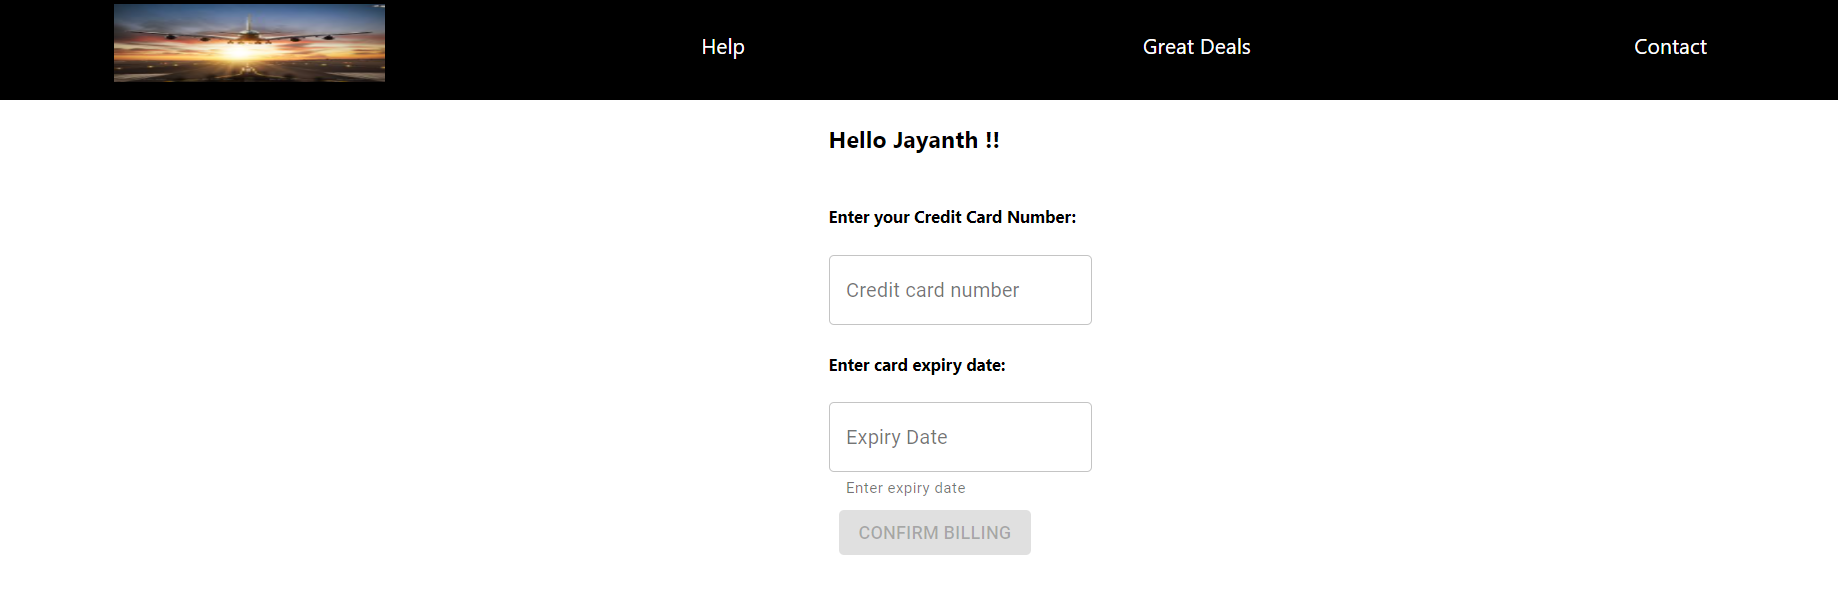 Help
Great Deals
Contact
Hello Jayanth !!
Enter your Credit Card Number:
Credit card number
Enter card expiry date:
Expiry Date
Enter expiry date
CONFIRM BILLING